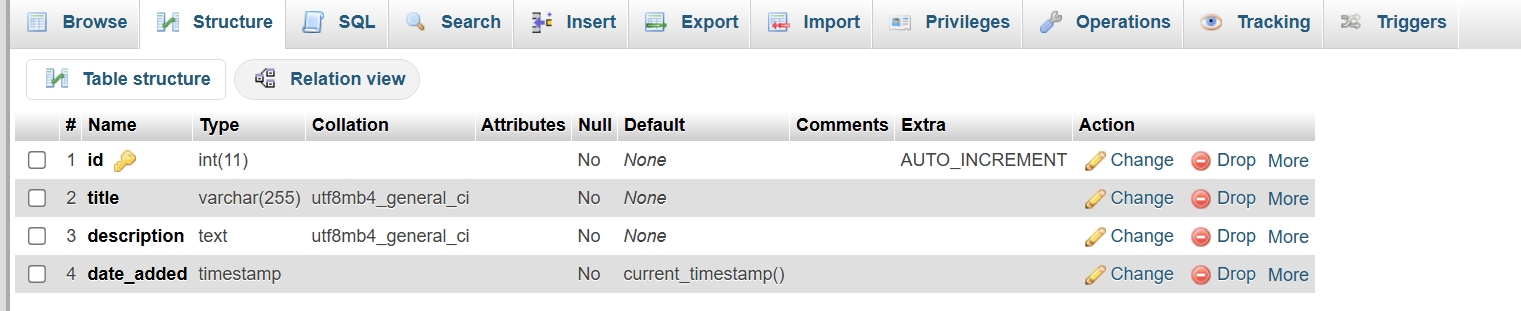 Browse Structure SQL Search Insert Export Import Privileges Operations Tracking Triggers
Table structure Relation view
# Name Type Collation Attributes Null Default Comments Extra Action
1 id int(11) No None AUTO_INCREMENT Change Drop More
2 title varchar(255) utf8mb4_general_ci No None Change Drop More
3 description text utf8mb4_general_ci No None Change Drop More
4 date_added timestamp No current_timestamp() Change Drop More